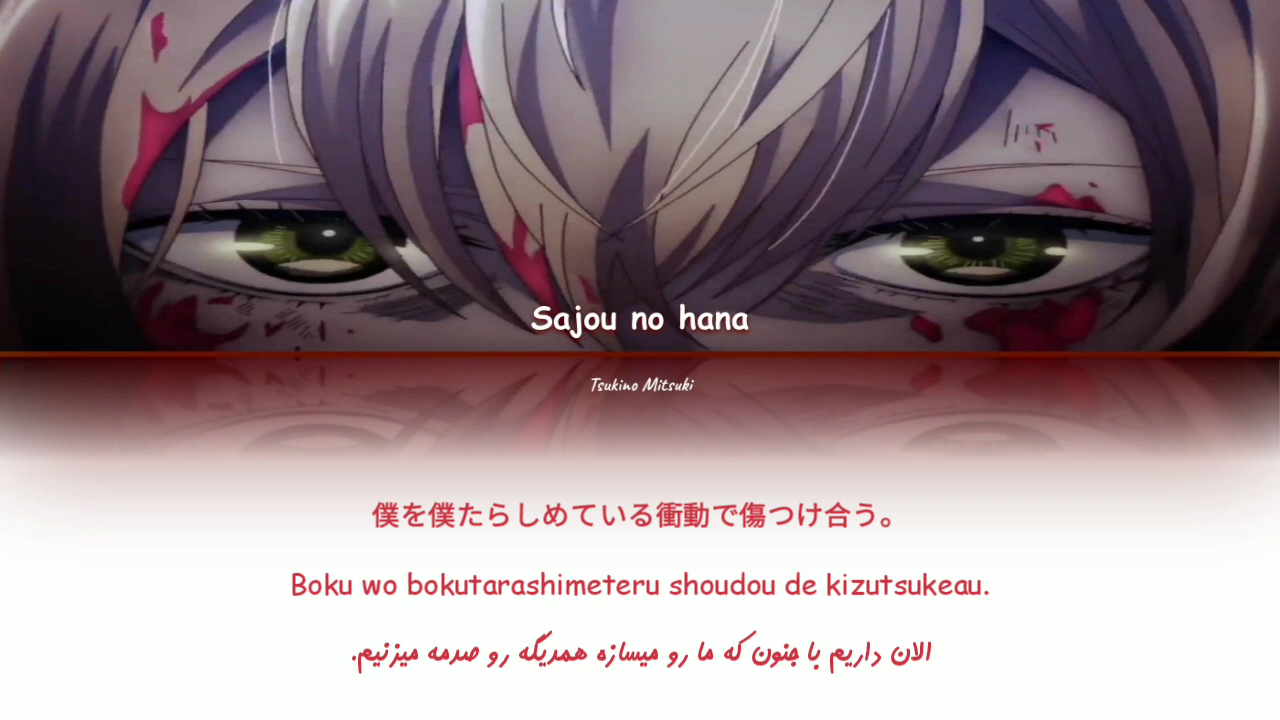 Sajou no hana
Tsukino Mitsuki
僕を僕たらしめている衝動で傷つけ合う。
Boku wo bokutarashimeteru shoudou de kizutsukeau.
الان داریم با جنون که ما رو میسازه همدیگه رو صدمه میزنیم.